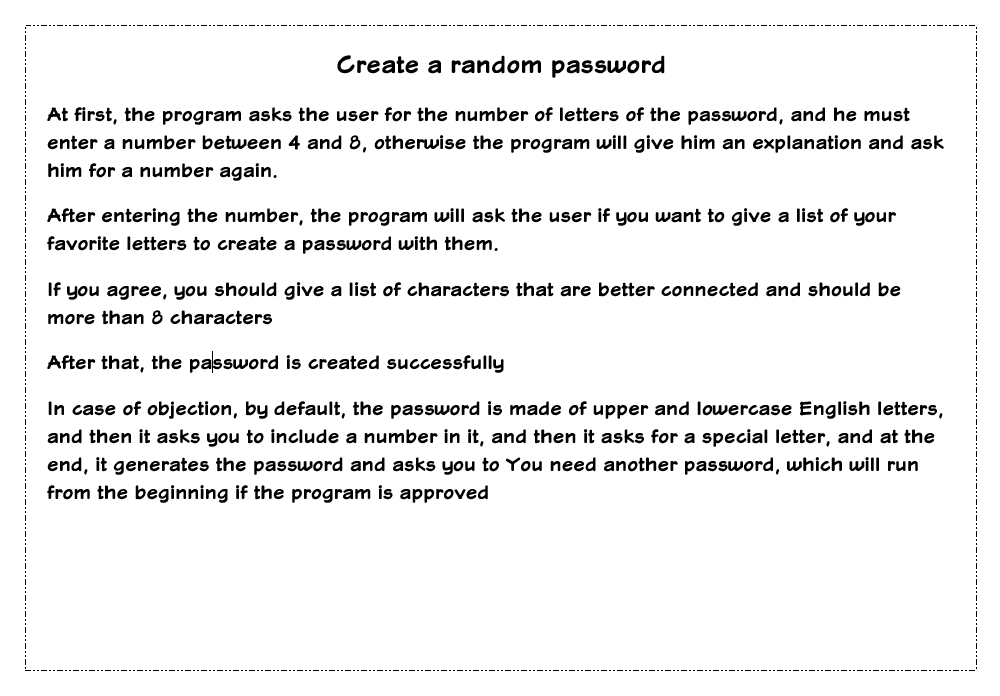 Create a random password
At first, the program asks the user for the number of letters of the password, and he must
enter a number between 4 and 8, otherwise the program will give him an explanation and ask
him for a number again.
After entering the number, the program will ask the user if you want to give a list of your
favorite letters to create a password with them.
If you agree, you should give a list of characters that are better connected and should be
more than 8 characters
After that, the password is created successfully
In case of objection, by default, the password is made of upper and lowercase English letters,
and then it asks you to include a number in it, and then it asks for a special letter, and at the
end, it generates the password and asks you to You need another password, which will run
from the beginning if the program is approved